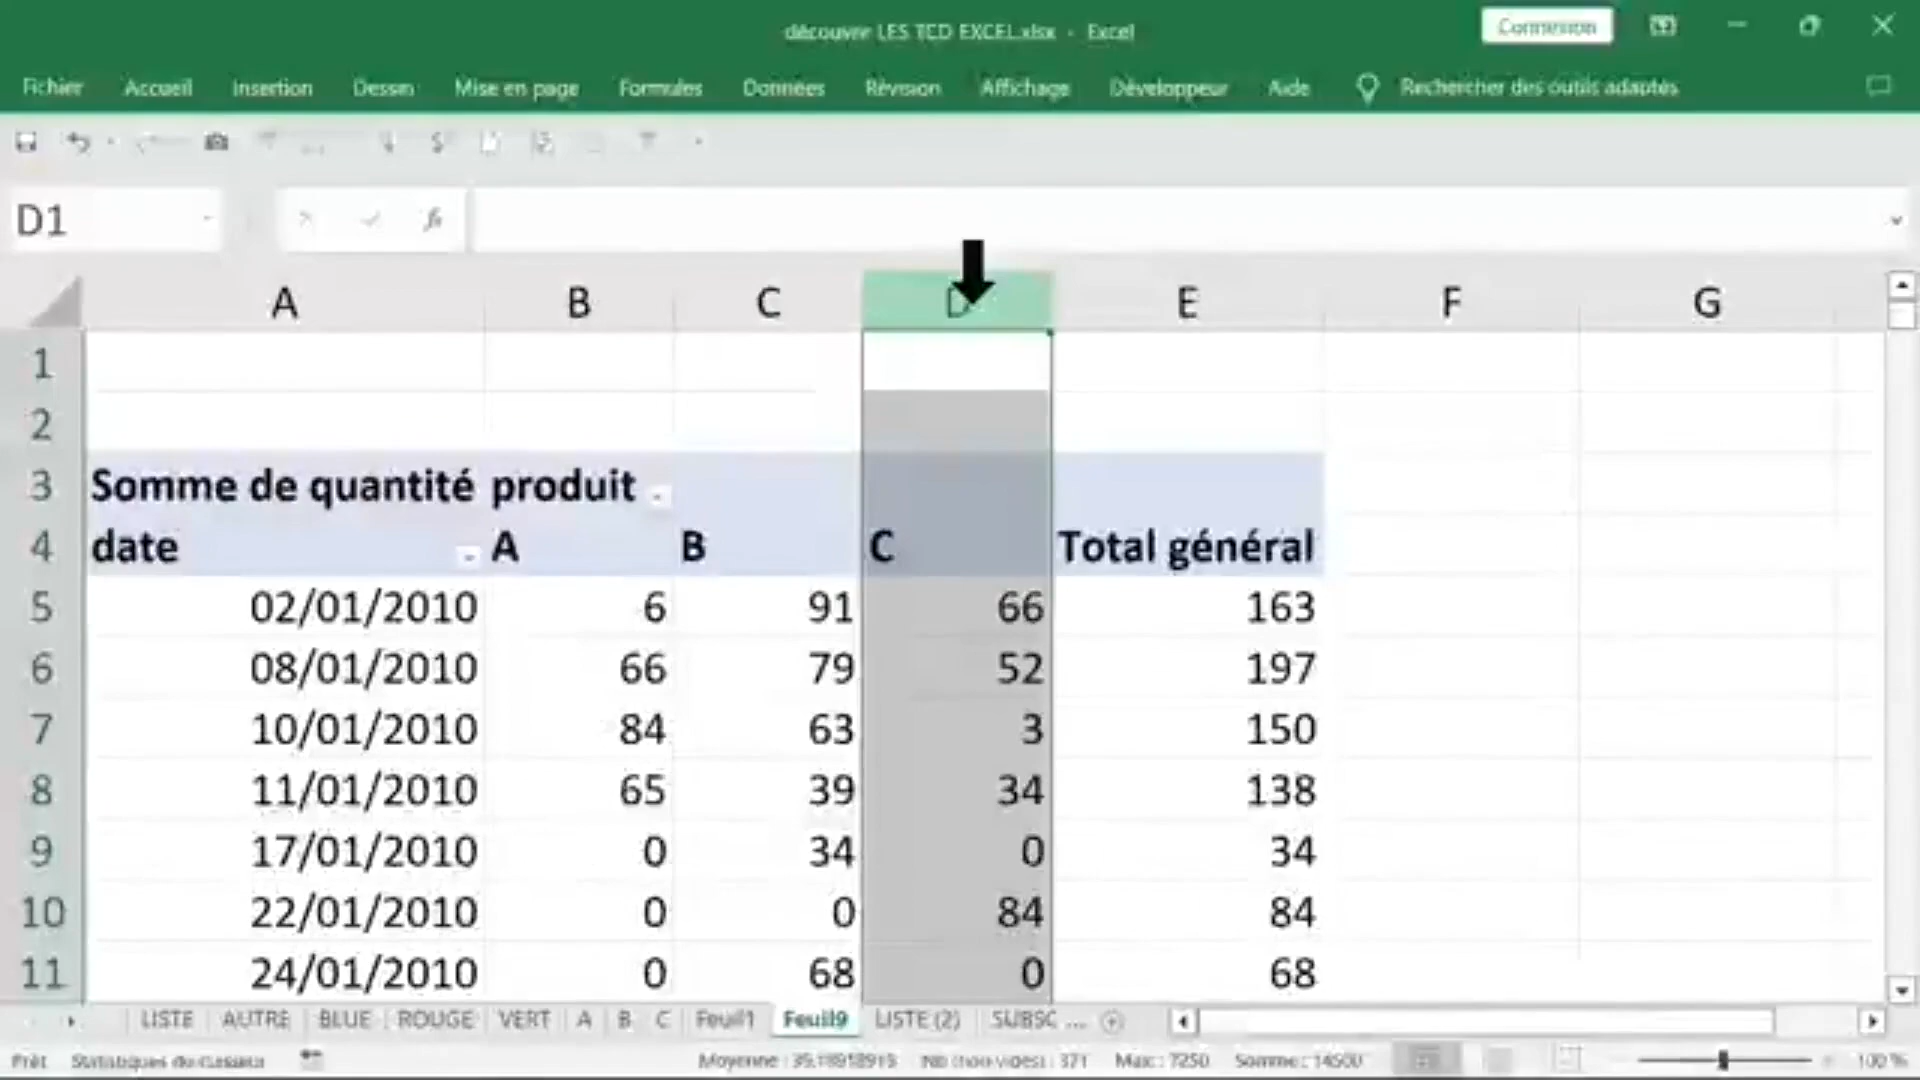 découvrir LES TCD EXCEL.xlsx - Excel
Connexion
Fichier Accueil Insertion Dessin Mise en page Formules Données Révision Affichage Développeur Aide Rechercher des outils adaptés
D1
A B C D E F G
1
2
3 Somme de quantité produit
4 date A B C Total général
5 02/01/2010 6 91 66 163
6 08/01/2010 66 79 52 197
7 10/01/2010 84 63 3 150
8 11/01/2010 65 39 34 138
9 17/01/2010 0 34 0 34
10 22/01/2010 0 0 84 84
11 24/01/2010 0 68 0 68
LISTE AUTRE BLUE ROUGE VERT A B C Feuil1 Feuil9 LISTE (2) SUBSC ...
Prêt Statistiques du classeur Moyenne : Nb (non vides) : 371 Max : 7250 Somme : 14500 100 %